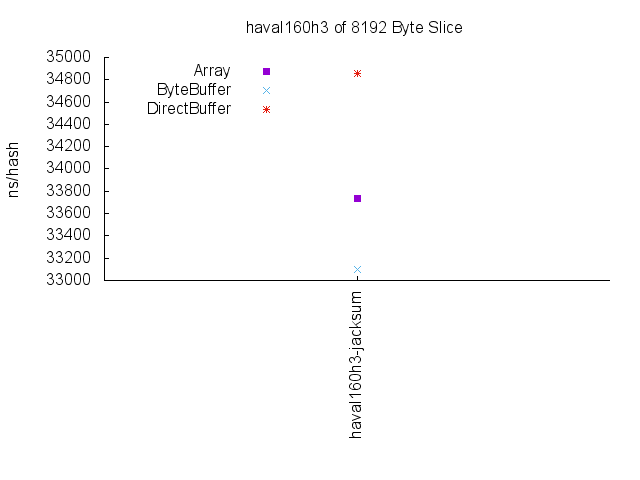 haval160h3 of 8192 Byte Slice
35000
34800
34600
34400
34200
34000
33800
33600
33400
33200
33000
ns/hash
Array
ByteBuffer
DirectBuffer
haval160h3-jacksum